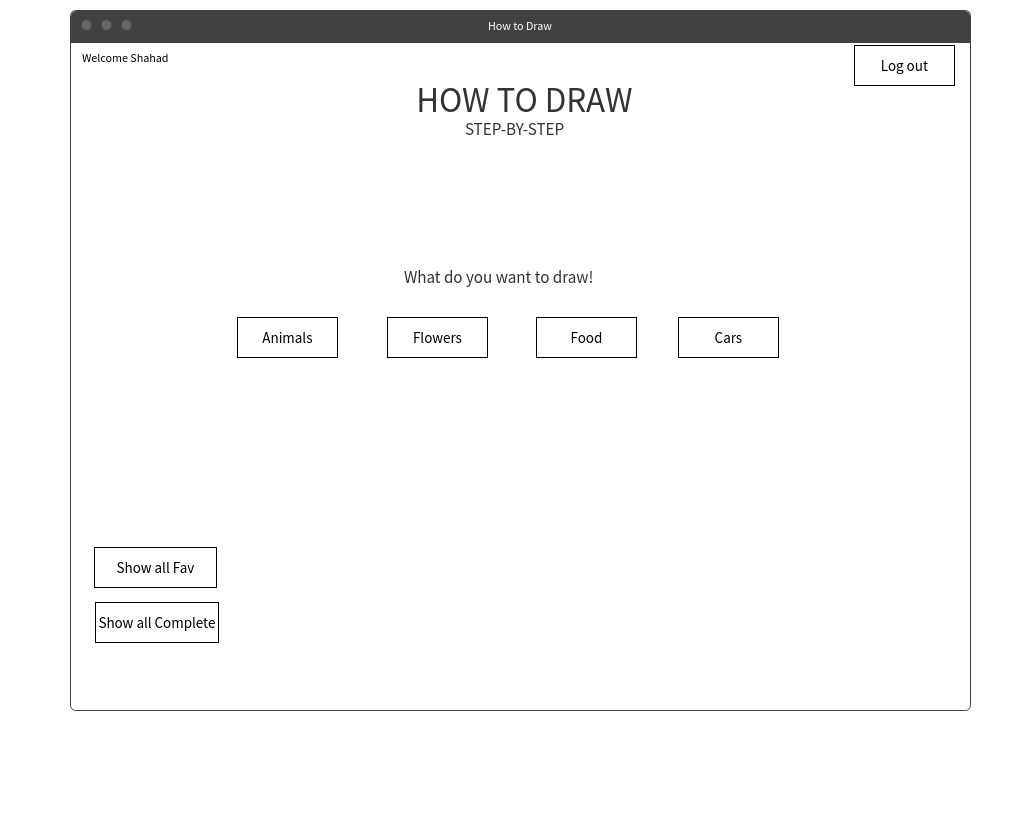 How to Draw
Welcome Shahad
Log out
HOW TO DRAW
STEP-BY-STEP
What do you want to draw!
Animals
Flowers
Food
Cars
Show all Fav
Show all Complete